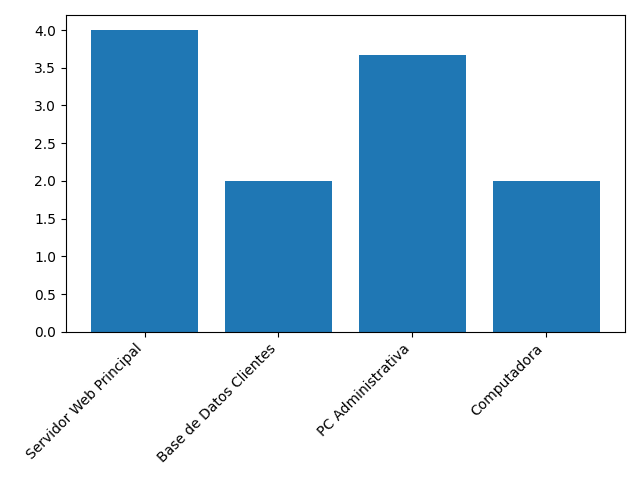 4.0
3.5
3.0
2.5
2.0
1.5
1.0
0.5
0.0
Servidor Web Principal
Base de Datos Clientes
PC Administrativa
Computadora